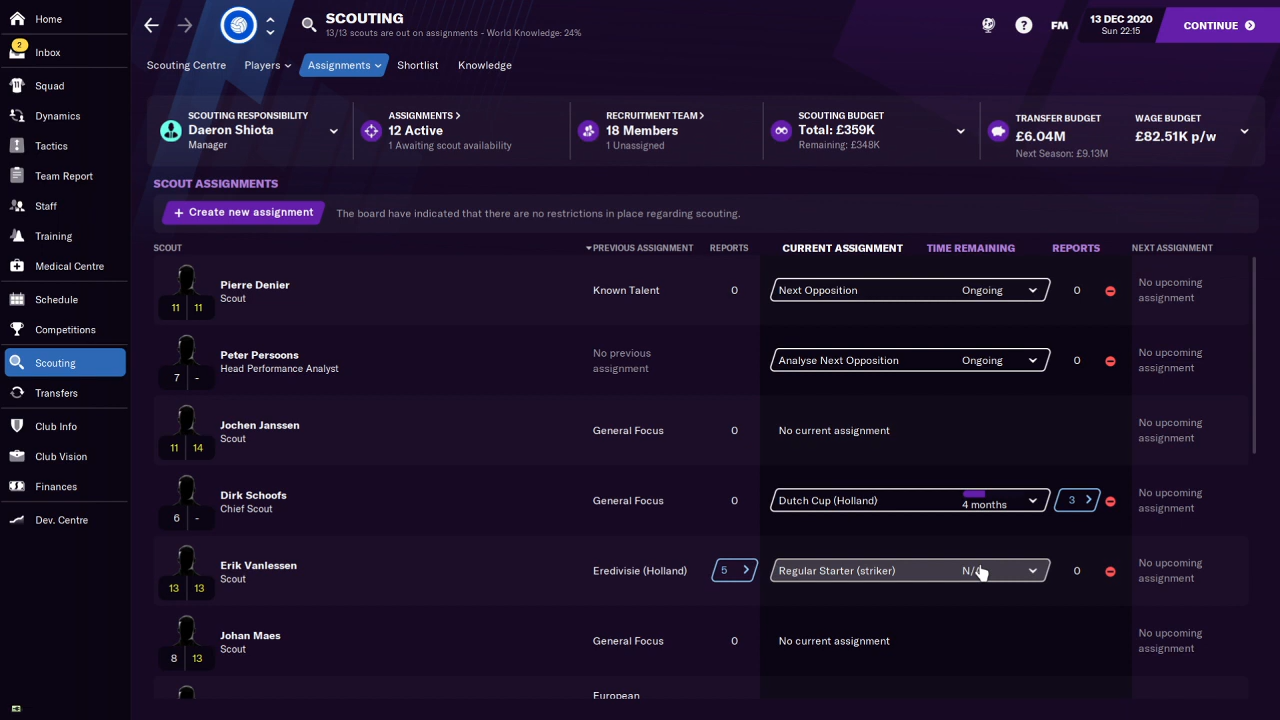 Home
SCOUTING
13/13 scouts are out on assignments - World Knowledge: 24%
FM
13 DEC 2020
Sun 22:15
CONTINUE
2
Inbox
Squad
Dynamics
Tactics
Team Report
Staff
Training
Medical Centre
Schedule
Competitions
Scouting
Transfers
Club Info
Club Vision
Finances
Dev. Centre
Scouting Centre Players Assignments Shortlist Knowledge
SCOUTING RESPONSIBILITY
Daeron Shiota
Manager
ASSIGNMENTS >
12 Active
1 Awaiting scout availability
RECRUITMENT TEAM >
18 Members
1 Unassigned
SCOUTING BUDGET
Total: £359K
Remaining: £348K
TRANSFER BUDGET
£6.04M
Next Season: £9.13M
WAGE BUDGET
£82.51K p/w
SCOUT ASSIGNMENTS
+ Create new assignment
The board have indicated that there are no restrictions in place regarding scouting.
SCOUT PREVIOUS ASSIGNMENT REPORTS CURRENT ASSIGNMENT TIME REMAINING REPORTS NEXT ASSIGNMENT
11 11
Pierre Denier
Scout
Known Talent 0 Next Opposition Ongoing 0
No upcoming
assignment
7 -
Peter Persoons
Head Performance Analyst
No previous
assignment
Analyse Next Opposition Ongoing 0
No upcoming
assignment
11 14
Jochen Janssen
Scout
General Focus 0 No current assignment
No upcoming
assignment
6 -
Dirk Schoofs
Chief Scout
General Focus 0 Dutch Cup (Holland) 4 months 3
No upcoming
assignment
13 13
Erik Vanlessen
Scout
Eredivisie (Holland) 5 Regular Starter (striker) 0
No upcoming
assignment
8 13
Johan Maes
Scout
General Focus 0 No current assignment
No upcoming
assignment
European